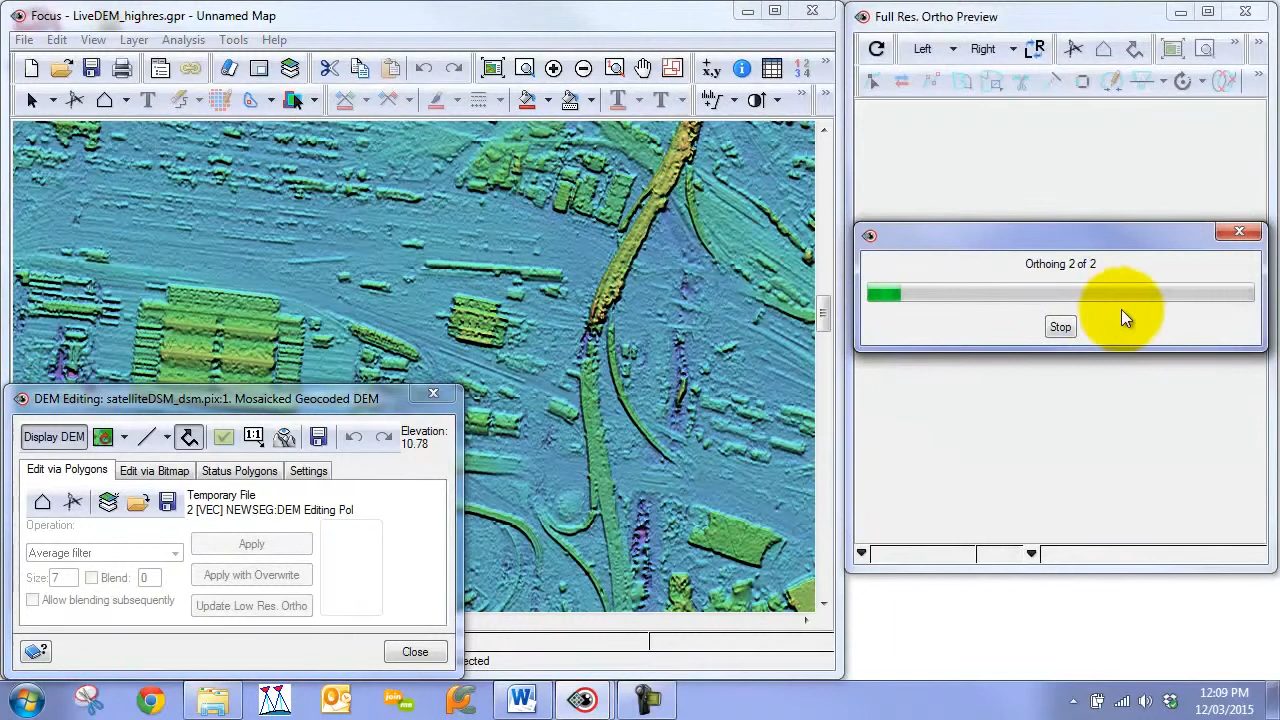 Focus - LiveDEM_highres.gpr - Unnamed Map
File Edit View Layer Analysis Tools Help
Full Res. Ortho Preview
Left Right
Orthoing 2 of 2
Stop
DEM Editing: satelliteDSM_dsm.pix:1. Mosaicked Geocoded DEM
Display DEM
Elevation:
10.78
Edit via Polygons Edit via Bitmap Status Polygons Settings
Temporary File
2 [VEC] NEWSEG:DEM Editing Pol
Operation:
Average filter
Size: 7 Blend: 0
Allow blending subsequently
Apply
Apply with Overwrite
Update Low Res. Ortho
Close
ected
12:09 PM
12/03/2015